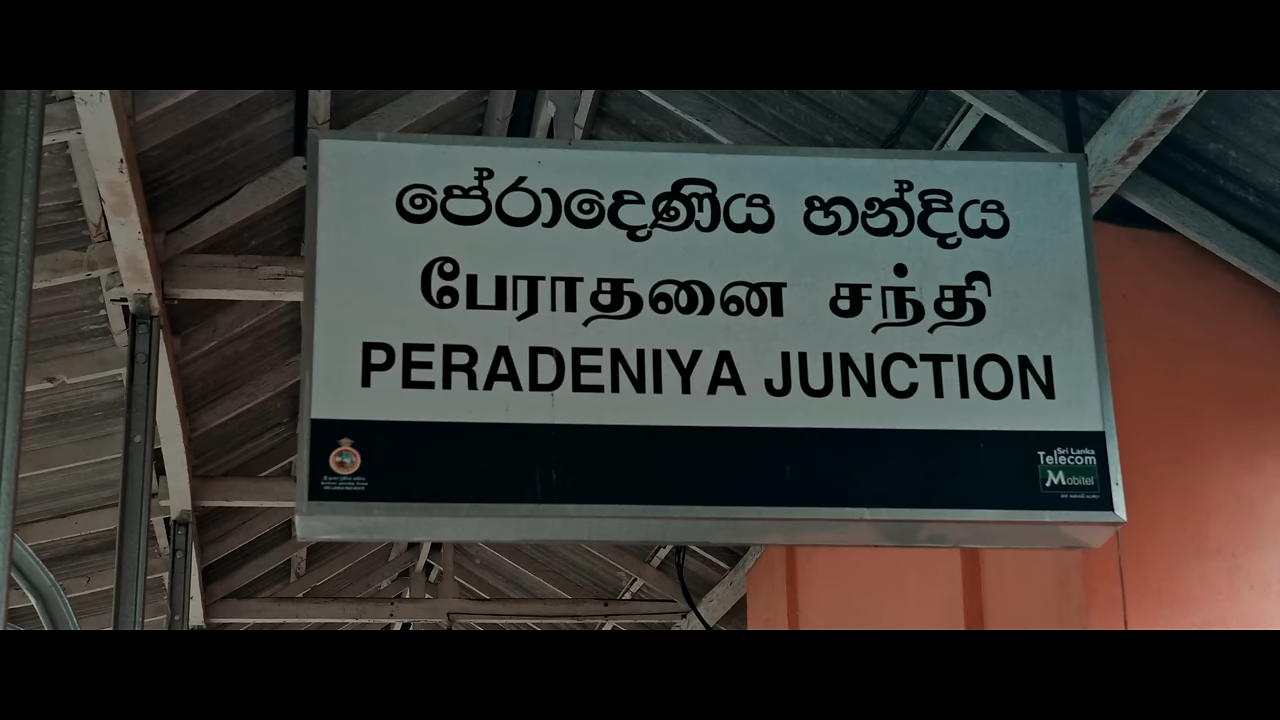 පේරාදෙණිය හන්දිය
பேராதனை சந்தி
PERADENIYA JUNCTION
Sri Lanka
Telecom
Mobitel